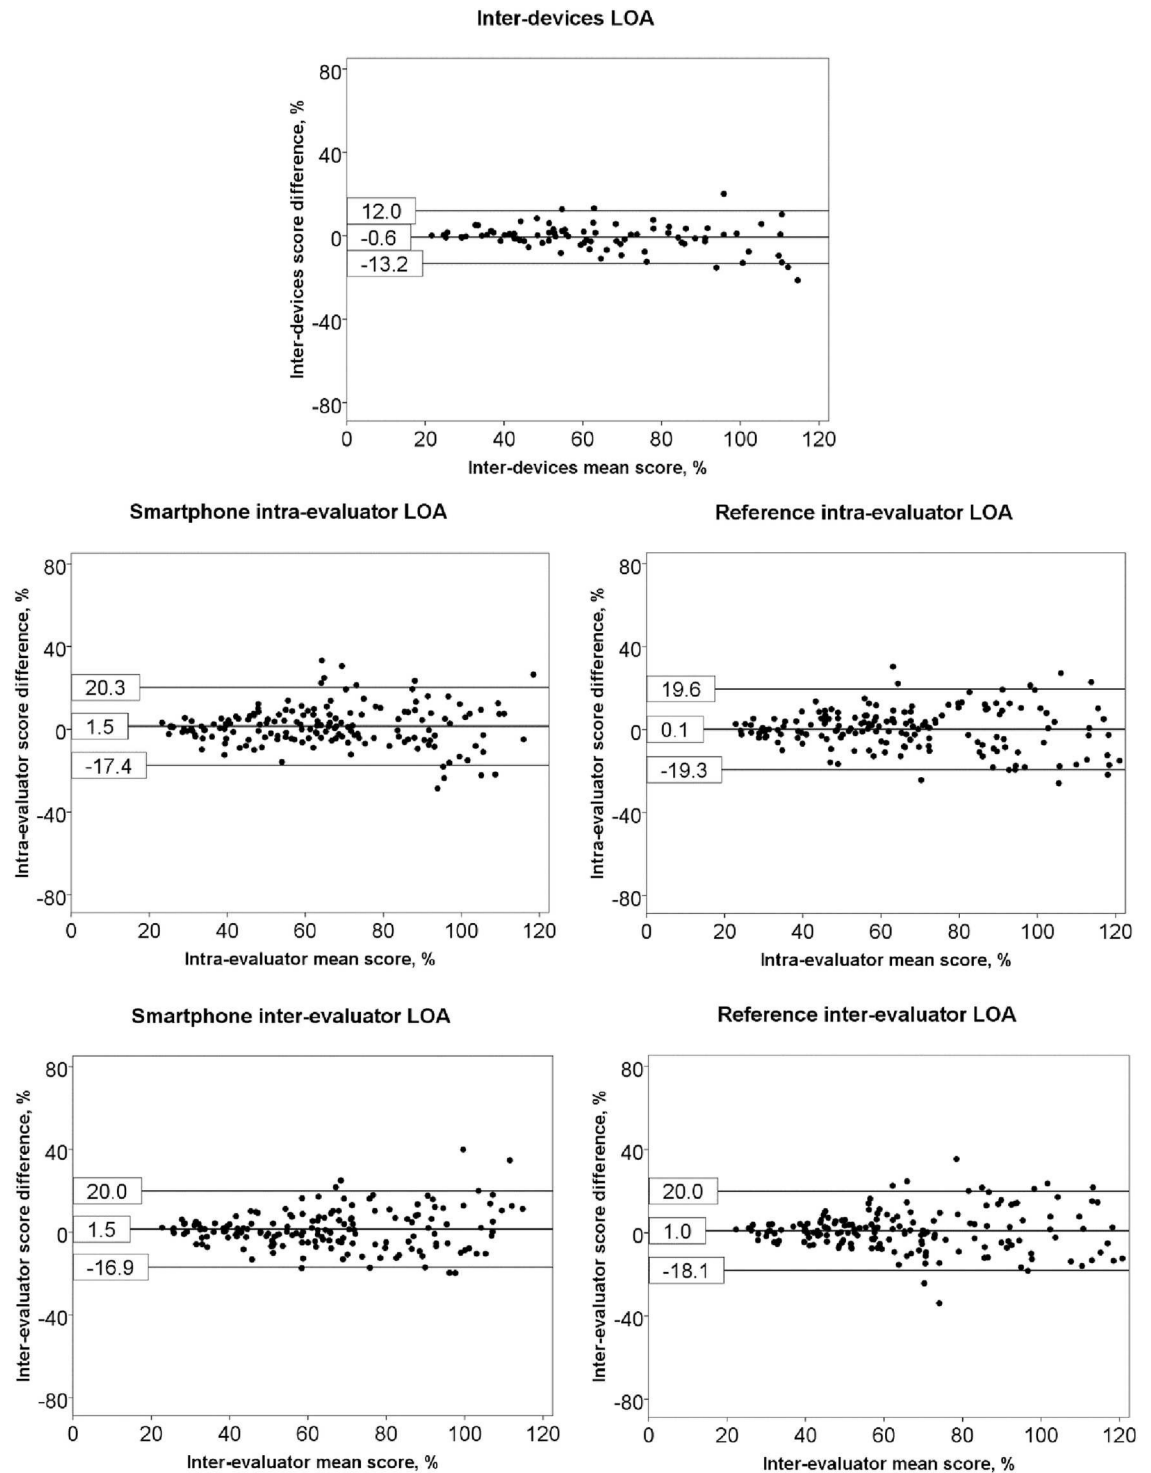 Inter-devices LOA
Inter-devices score difference, %
80
40
0
-40
-80
12.0
-0.6
-13.2
0 20 40 60 80 100 120
Inter-devices mean score, %
Smartphone intra-evaluator LOA
Intra-evaluator score difference, %
80
40
0
-40
-80
20.3
1.5
-17.4
0 20 40 60 80 100 120
Intra-evaluator mean score, %
Reference intra-evaluator LOA
Intra-evaluator score difference, %
80
40
0
-40
-80
19.6
0.1
-19.3
0 20 40 60 80 100 120
Intra-evaluator mean score, %
Smartphone inter-evaluator LOA
Inter-evaluator score difference, %
80
40
0
-40
-80
20.0
1.5
-16.9
0 20 40 60 80 100 120
Inter-evaluator mean score, %
Reference inter-evaluator LOA
Inter-evaluator score difference, %
80
40
0
-40
-80
20.0
1.0
-18.1
0 20 40 60 80 100 120
Inter-evaluator mean score, %